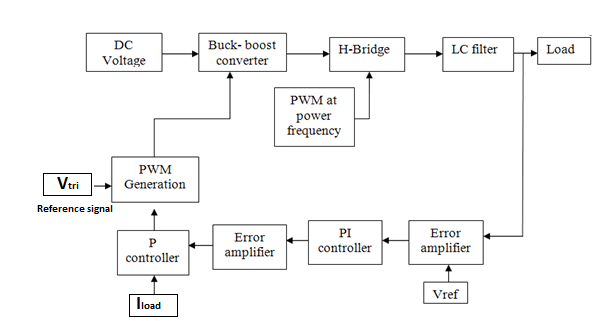 DC
Voltage
Buck- boost
converter
H-Bridge
LC filter
Load
PWM at
power
frequency
PWM
Generation
Vtri
Reference signal
P
controller
Error
amplifier
PI
controller
Error
amplifier
Iload
Vref